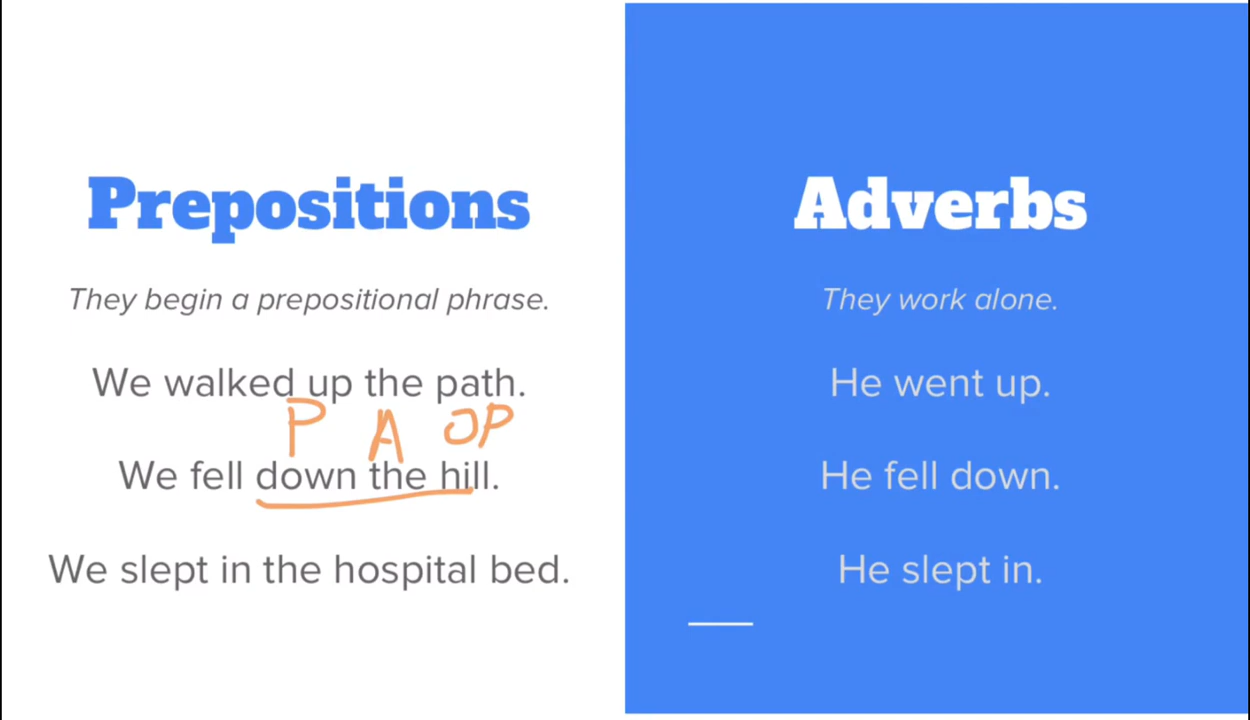 Prepositions
They begin a prepositional phrase.
We walked up the path.
P A OP
We fell down the hill.
We slept in the hospital bed.
Adverbs
They work alone.
He went up.
He fell down.
He slept in.